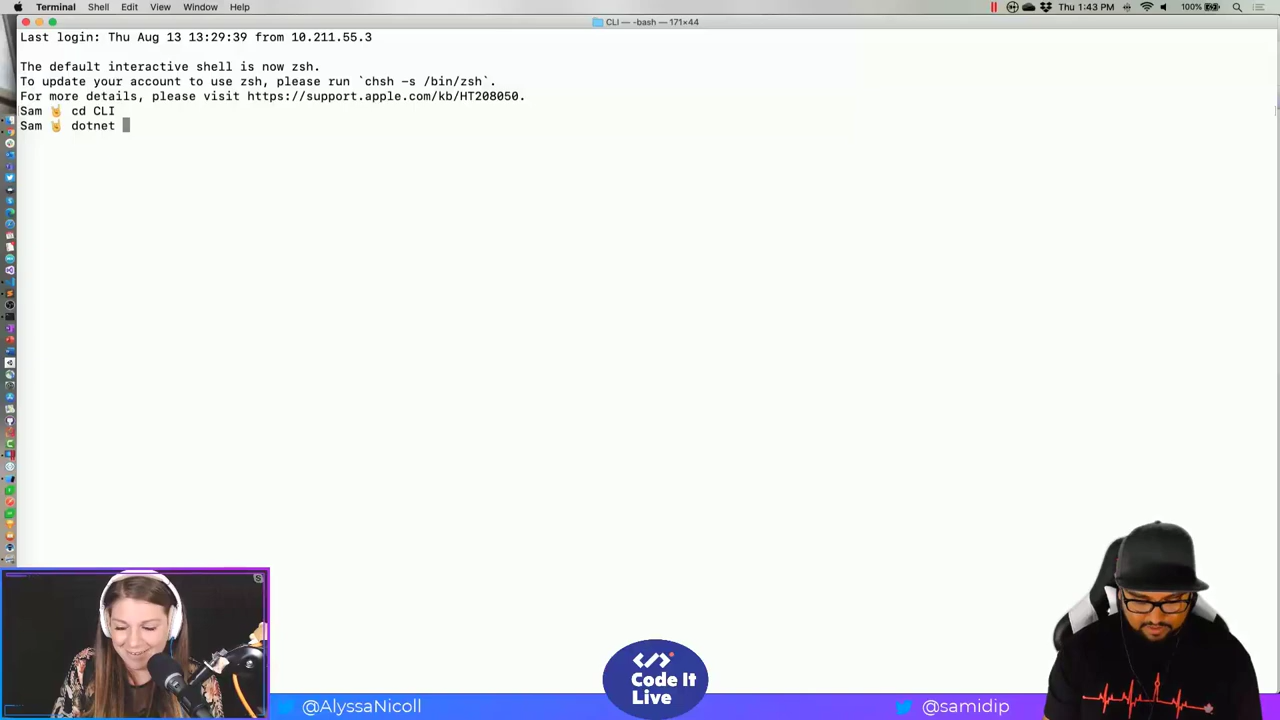 Terminal Shell Edit View Window Help
Thu 1:43 PM 100%
CLI — -bash — 171×44
Last login: Thu Aug 13 13:29:39 from 10.211.55.3
The default interactive shell is now zsh.
To update your account to use zsh, please run `chsh -s /bin/zsh`.
For more details, please visit https://support.apple.com/kb/HT208050.
Sam 🤘 cd CLI
Sam 🤘 dotnet
Code It
Live
@AlyssaNicoll
@samidip